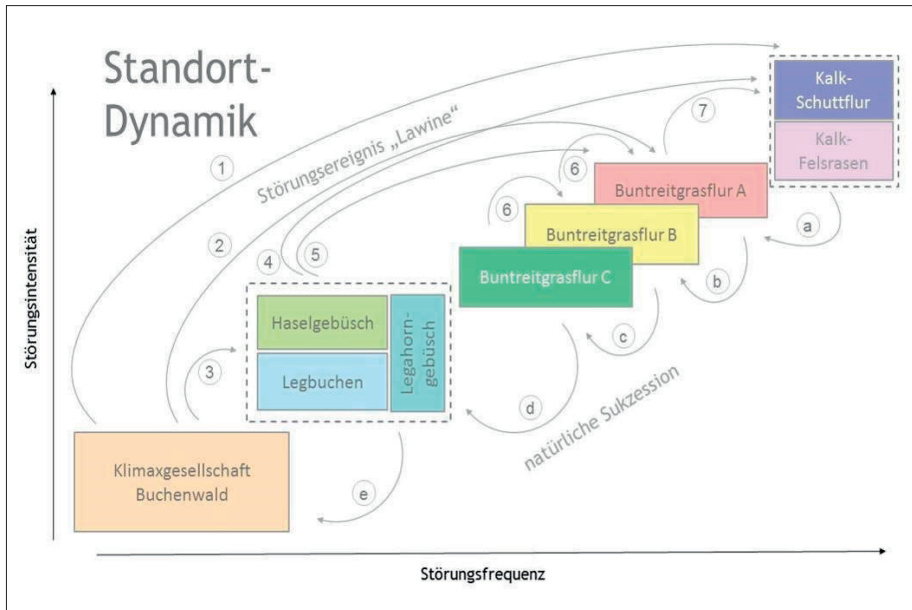 Standort-
Dynamik
Störungsereignis „Lawine“
Kalk-
Schuttflur
Kalk-
Felsrasen
Buntreitgrasflur A
Buntreitgrasflur B
Buntreitgrasflur C
Haselgebüsch
Legbuchen
Legahorn-
gebüsch
Klimaxgesellschaft
Buchenwald
natürliche Sukzession
1
2
3
4
5
6
6
7
a
b
c
d
e
Störungsintensität
Störungsfrequenz